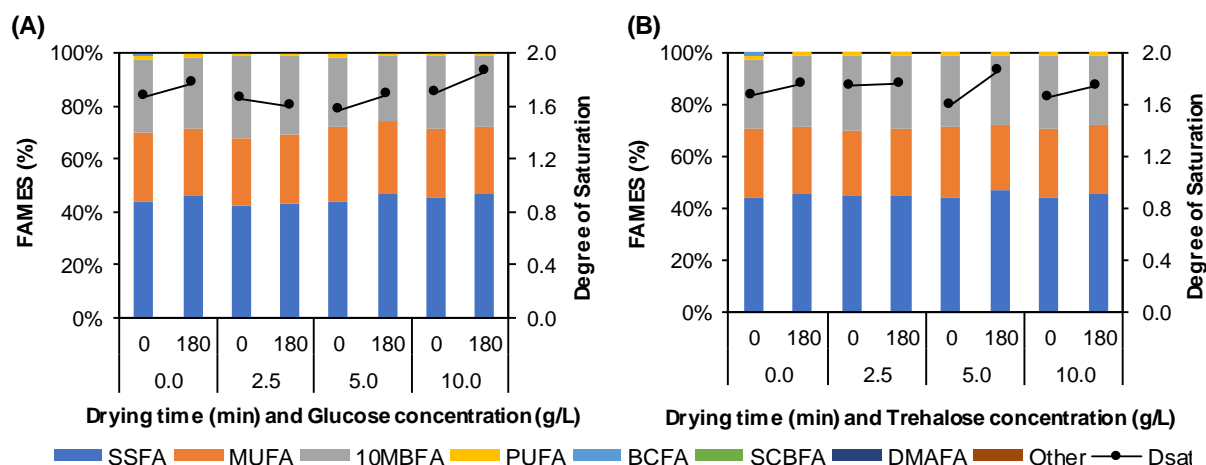 (A)
100%
80%
60%
40%
20%
0%
FAMES (%)
2.0
1.6
1.2
0.8
0.4
0.0
Degree of Saturation
0 180 0 180 0 180 0 180
0.0 2.5 5.0 10.0
Drying time (min) and Glucose concentration (g/L)
(B)
100%
80%
60%
40%
20%
0%
FAMES (%)
2.0
1.6
1.2
0.8
0.4
0.0
Degree of Saturation
0 180 0 180 0 180 0 180
0.0 2.5 5.0 10.0
Drying time (min) and Trehalose concentration (g/L)
SSFA MUFA 10MBFA PUFA BCFA SCBFA DMAFA Other Dsat